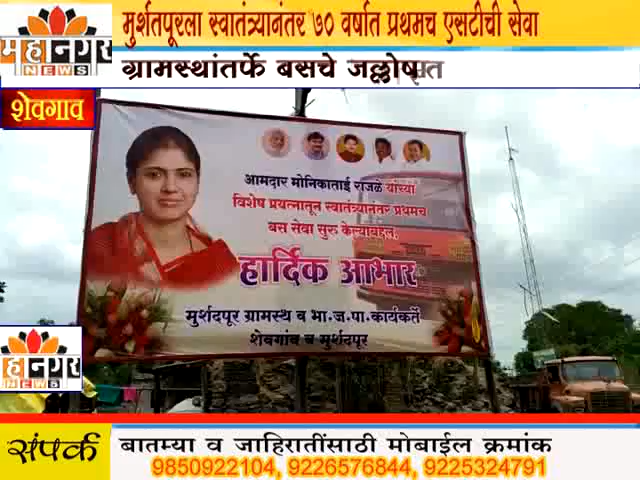 मुर्शतपूरला स्वातंत्र्यानंतर ७० वर्षात प्रथमच एसटीची सेवा
महानगर
NEWS
ग्रामस्थांतर्फे बसचे जल्लोषात
शेवगाव
आमदार मोनिकाताई राजळे यांच्या
विशेष प्रयत्नातून स्वातंत्र्यानंतर प्रथमच
बस सेवा सुरु केल्याबद्दल
हार्दिक आभार
मुर्शदपूर ग्रामस्थ व भा.ज.पा.कार्यकर्ते
शेवगांव व मुर्शदपूर
महानगर
NEWS
संपर्क
बातम्या व जाहिरातींसाठी मोबाईल क्रमांक
9850922104, 9226576844, 9225324791